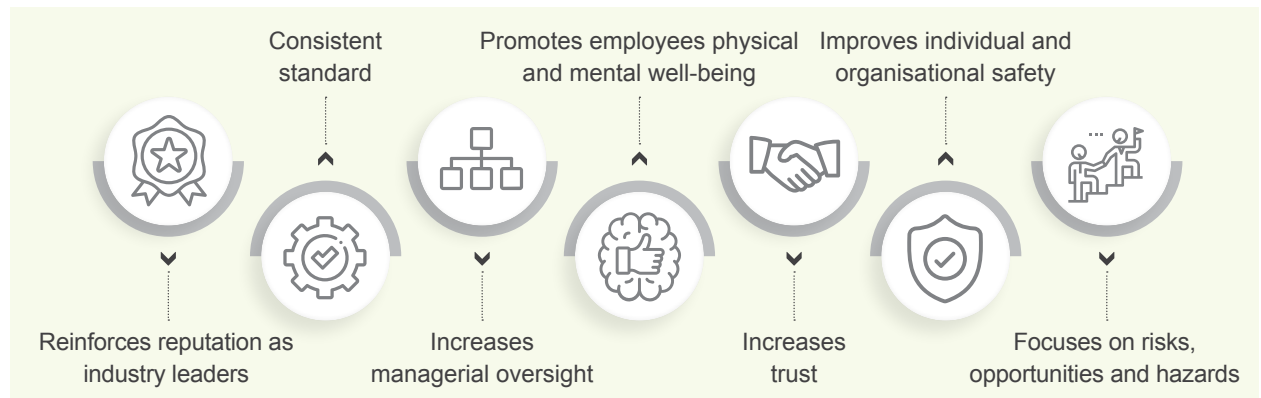 Consistent
standard
Promotes employees physical
and mental well-being
Improves individual and
organisational safety
Reinforces reputation as
industry leaders
Increases
managerial oversight
Increases
trust
Focuses on risks,
opportunities and hazards